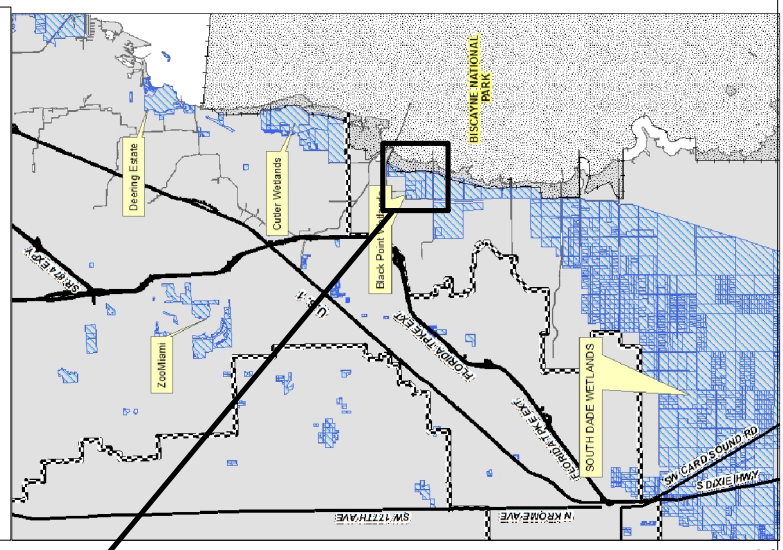 BISCAYNE NATIONAL
PARK
Deering Estate
Cutler Wetlands
Black Point
SR 874 EXPY
ZooMiami
U.S. 1
FLORIDA TPKE EXT
FLORIDA TPKE EXT
SOUTH DADE WETLANDS
SW CARD SOUND RD
S DIXIE HWY
SW 177TH AVE
N KROME AVE